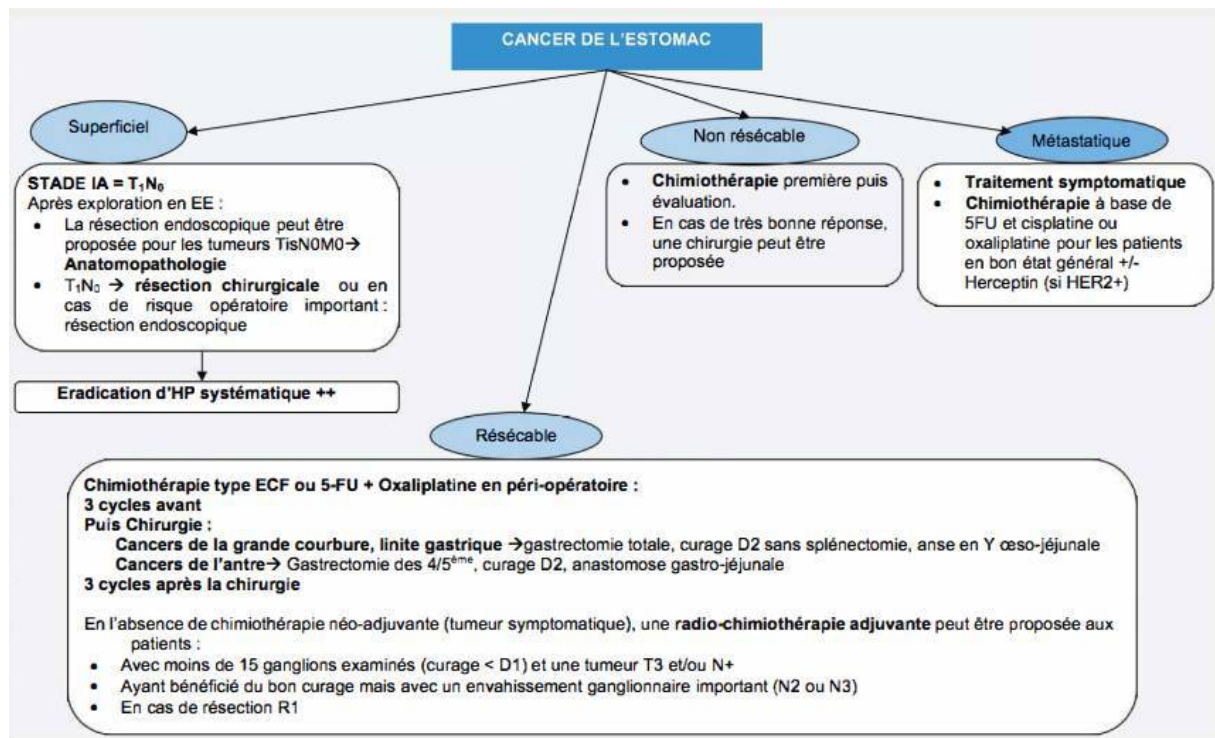 CANCER DE L'ESTOMAC
Superficiel
STADE IA = T₁N₀
Après exploration en EE :
• La résection endoscopique peut être
proposée pour les tumeurs TisN0M0→
Anatomopathologie
• T₁N₀ → résection chirurgicale ou en
cas de risque opératoire important :
résection endoscopique
Eradication d'HP systématique ++
Non résécable
• Chimiothérapie première puis
évaluation.
• En cas de très bonne réponse,
une chirurgie peut être
proposée
Métastatique
• Traitement symptomatique
• Chimiothérapie à base de
5FU et cisplatine ou
oxaliplatine pour les patients
en bon état général +/-
Herceptin (si HER2+)
Résécable
Chimiothérapie type ECF ou 5-FU + Oxaliplatine en péri-opératoire :
3 cycles avant
Puis Chirurgie :
Cancers de la grande courbure, linite gastrique →gastrectomie totale, curage D2 sans splénectomie, anse en Y œso-jéjunale
Cancers de l'antre→ Gastrectomie des 4/5ème, curage D2, anastomose gastro-jéjunale
3 cycles après la chirurgie
En l'absence de chimiothérapie néo-adjuvante (tumeur symptomatique), une radio-chimiothérapie adjuvante peut être proposée aux
patients :
• Avec moins de 15 ganglions examinés (curage < D1) et une tumeur T3 et/ou N+
• Ayant bénéficié du bon curage mais avec un envahissement ganglionnaire important (N2 ou N3)
• En cas de résection R1